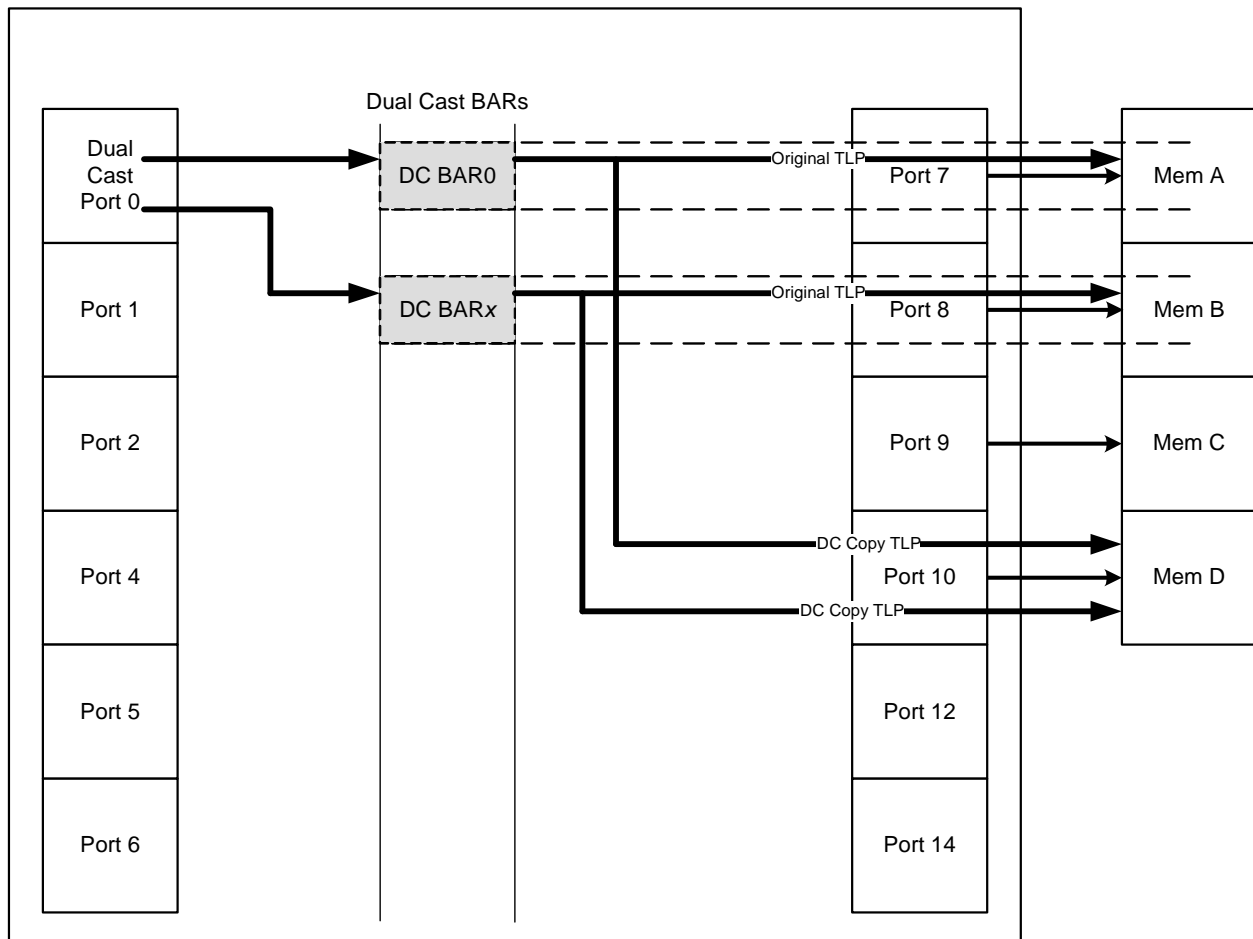 Dual Cast BARs
Dual
Cast
Port 0
Port 1
Port 2
Port 4
Port 5
Port 6
DC BAR0
DC BARx
Original TLP
Original TLP
DC Copy TLP
DC Copy TLP
Port 7
Port 8
Port 9
Port 10
Port 12
Port 14
Mem A
Mem B
Mem C
Mem D